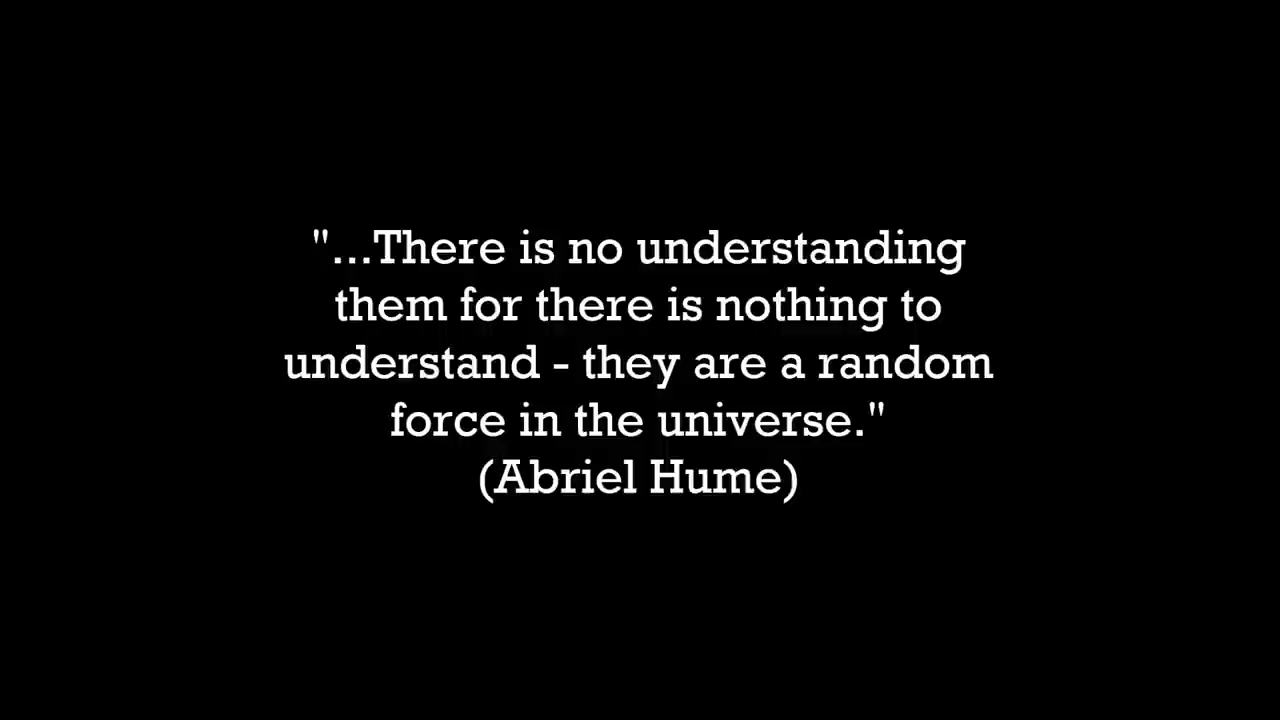 "...There is no understanding
them for there is nothing to
understand - they are a random
force in the universe."
(Abriel Hume)